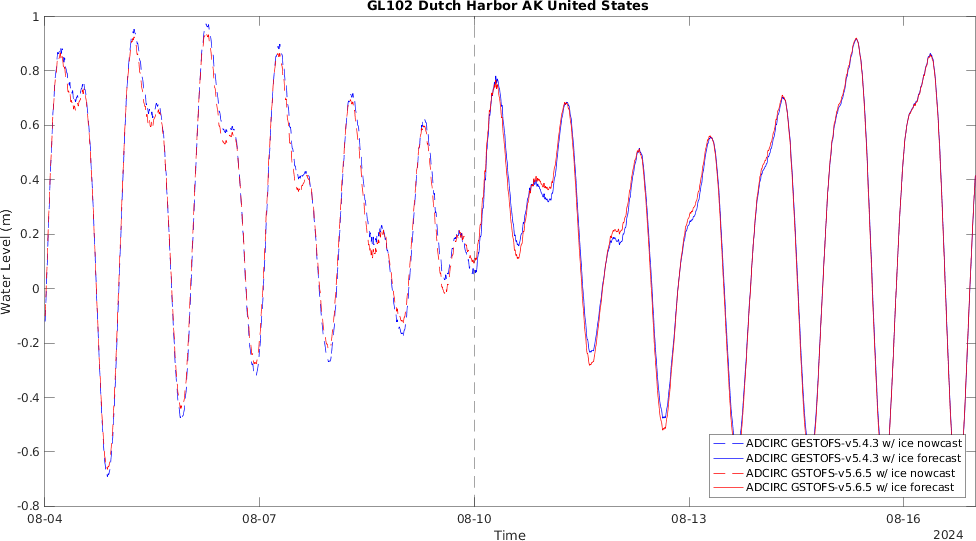 GL102 Dutch Harbor AK United States
1
0.8
0.6
0.4
0.2
0
-0.2
-0.4
-0.6
-0.8
Water Level (m)
ADCIRC GESTOFS-v5.4.3 w/ ice nowcast
ADCIRC GESTOFS-v5.4.3 w/ ice forecast
ADCIRC GSTOFS-v5.6.5 w/ ice nowcast
ADCIRC GSTOFS-v5.6.5 w/ ice forecast
08-04 08-07 08-10 08-13 08-16
Time
2024